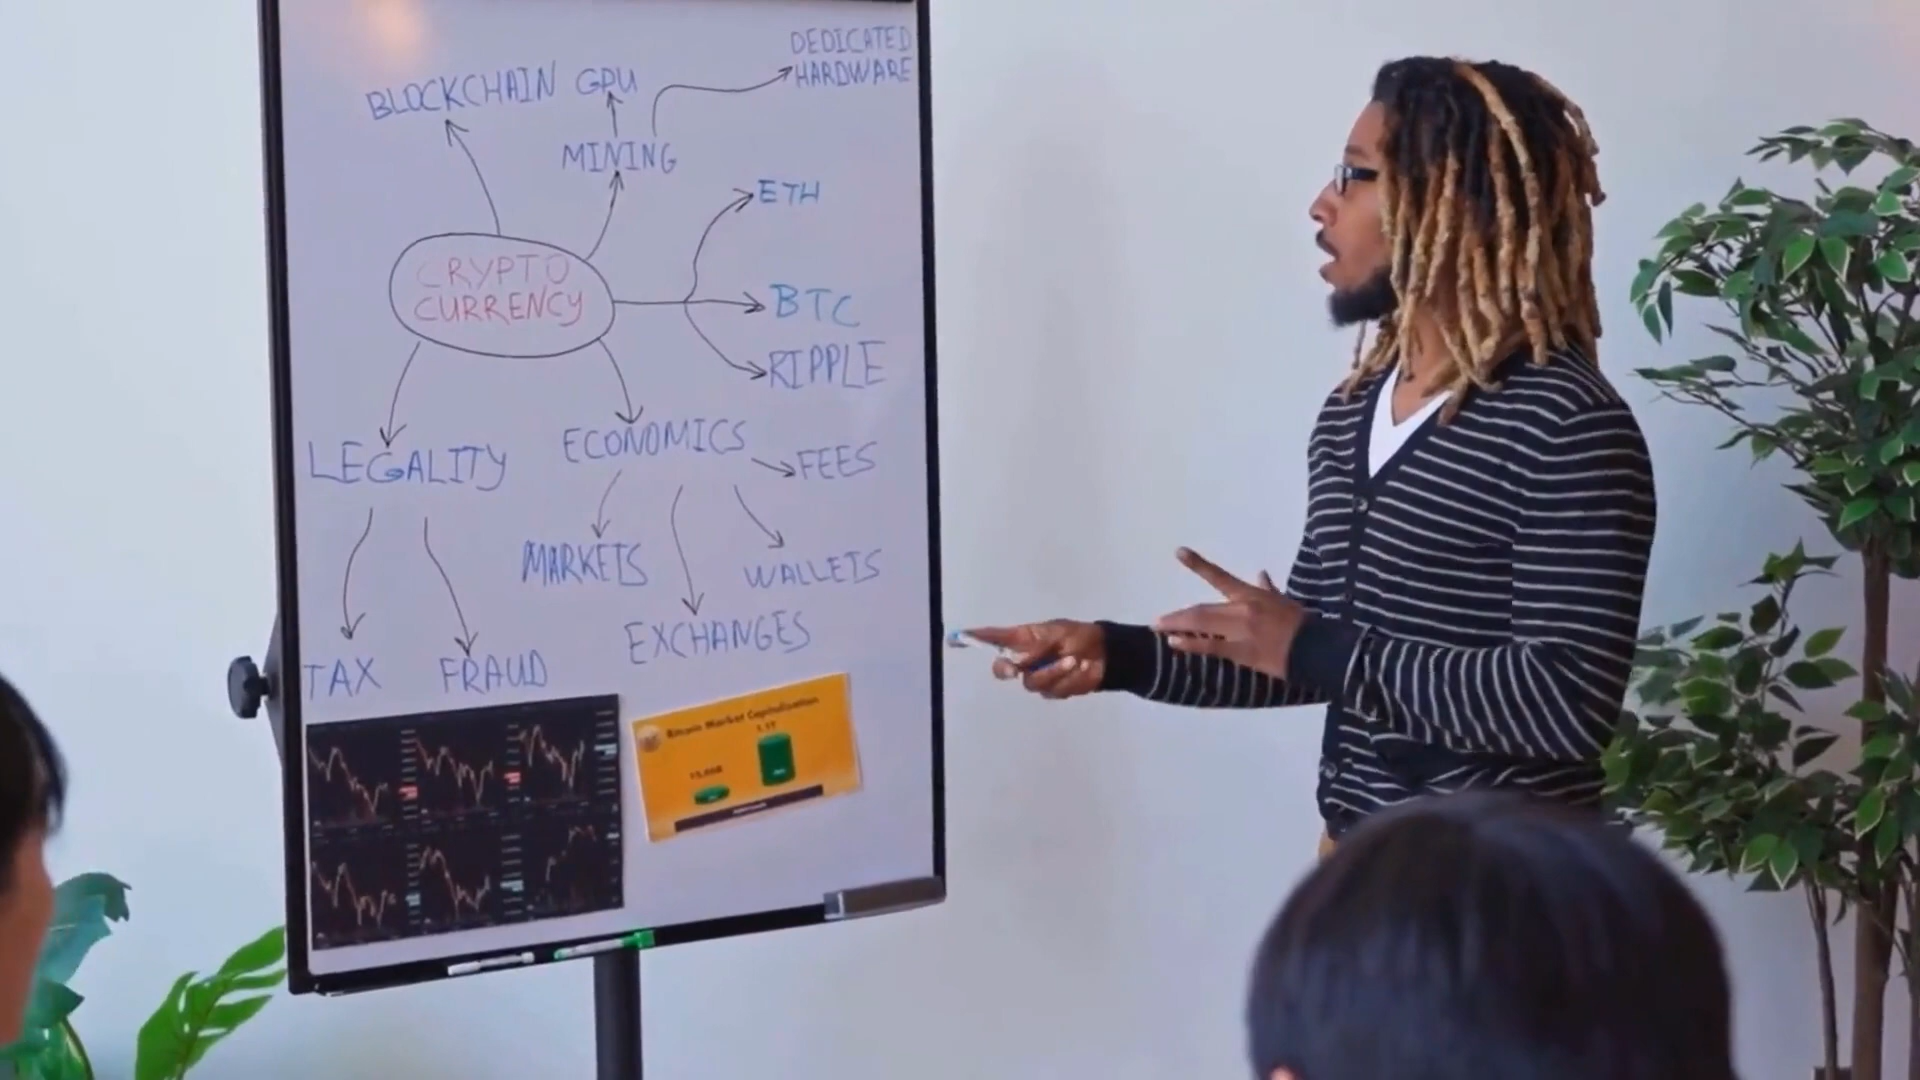 DEDICATED
HARDWARE
BLOCKCHAIN
GPU
MINING
ETH
CRYPTO
CURRENCY
BTC
RIPPLE
LEGALITY
ECONOMICS
FEES
MARKETS
WALLETS
EXCHANGES
TAX
FRAUD
Bitcoin Market Capitalisation